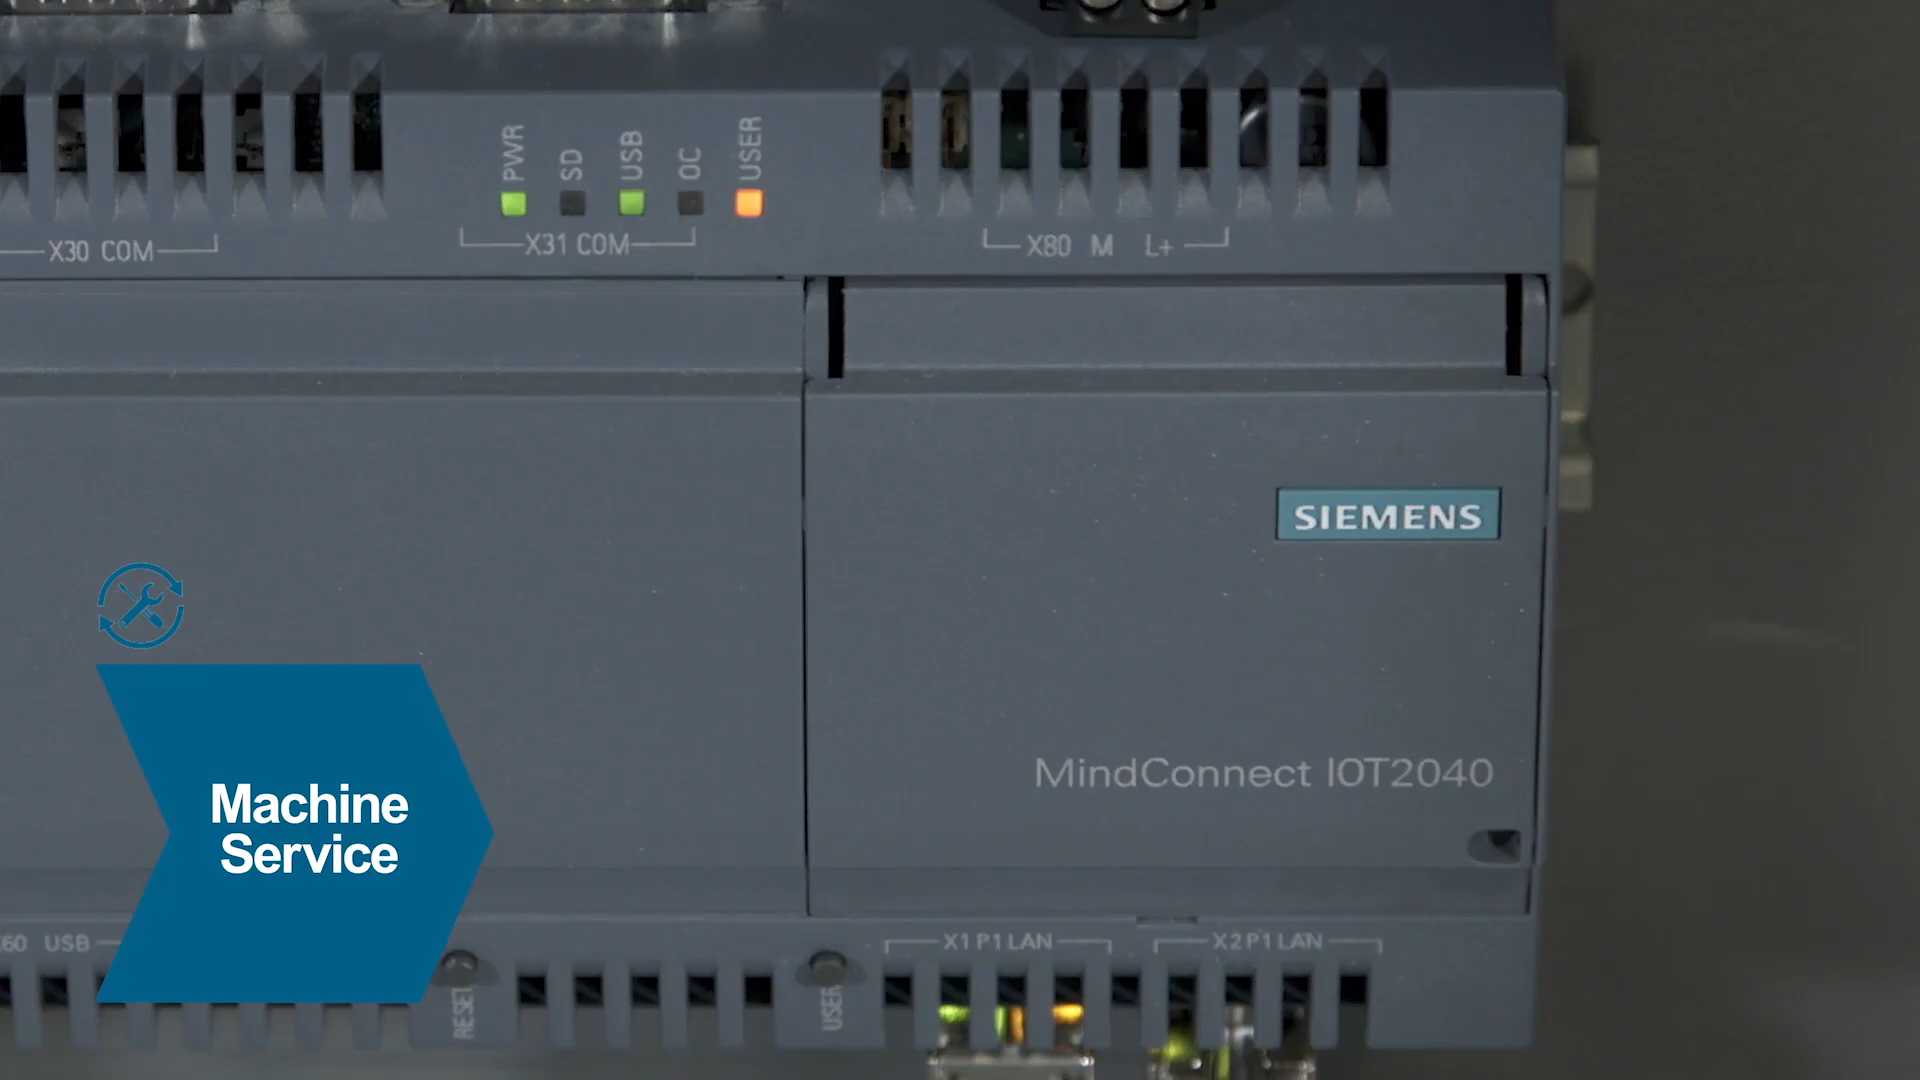 PWR
SD
USB
OC
USER
X30 COM
X31 COM
X80 M L+
SIEMENS
MindConnect IOT2040
Machine
Service
60 USB
X1 P1 LAN
X2 P1 LAN
RESET
USER